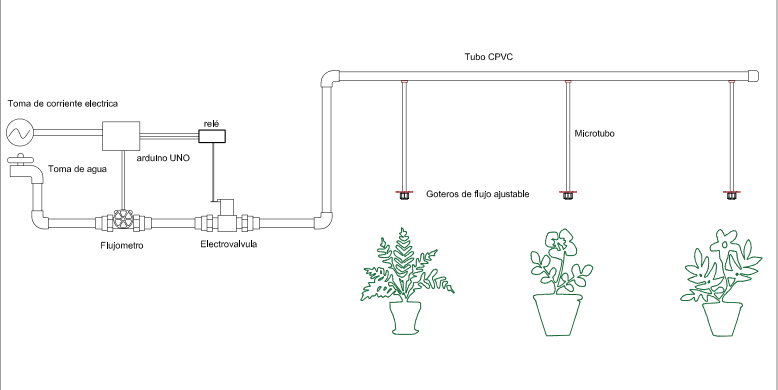 Tubo CPVC
Toma de corriente electrica
relé
arduino UNO
Microtubo
Toma de agua
Goteros de flujo ajustable
Flujometro
Electrovalvula